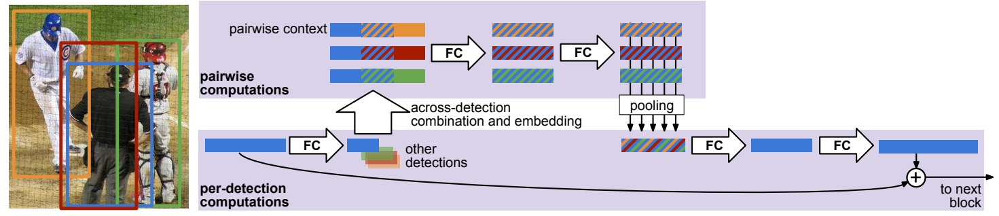 pairwise context
FC
FC
pairwise
computations
across-detection
combination and embedding
pooling
FC
other
detections
FC
FC
per-detection
computations
+
to next
block